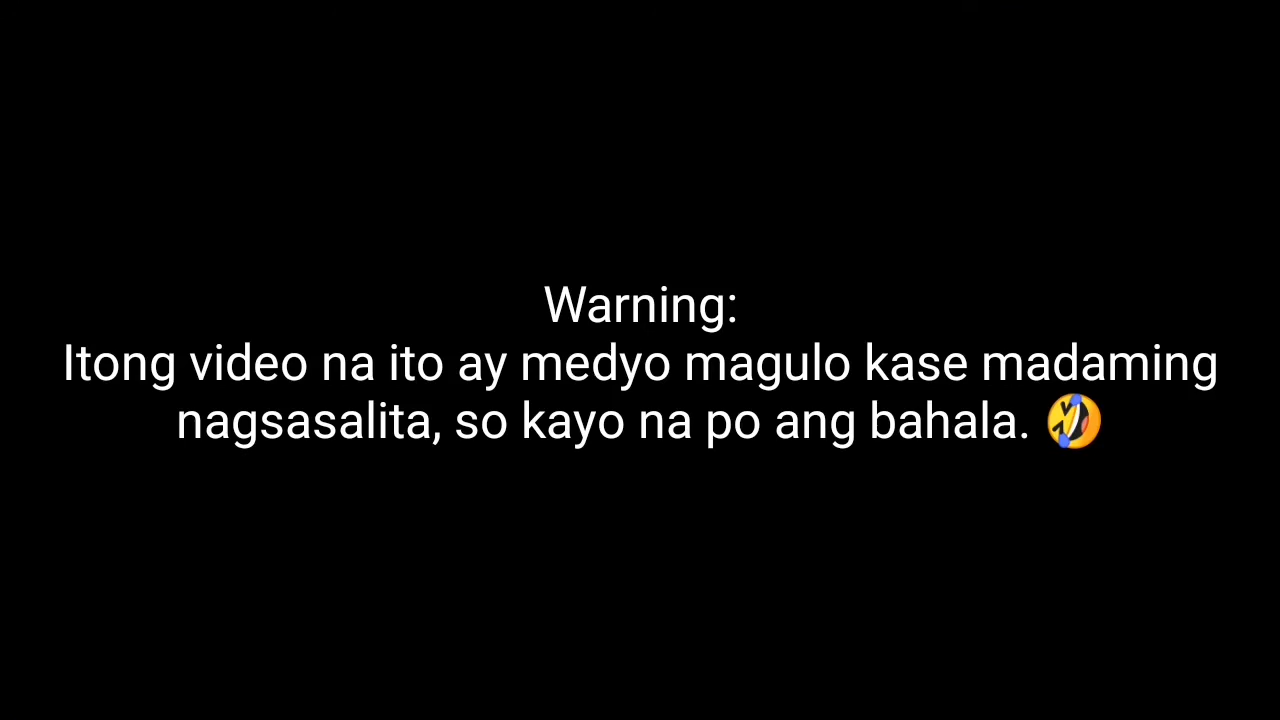 Warning:
Itong video na ito ay medyo magulo kase madaming
nagsasalita, so kayo na po ang bahala. 🤣